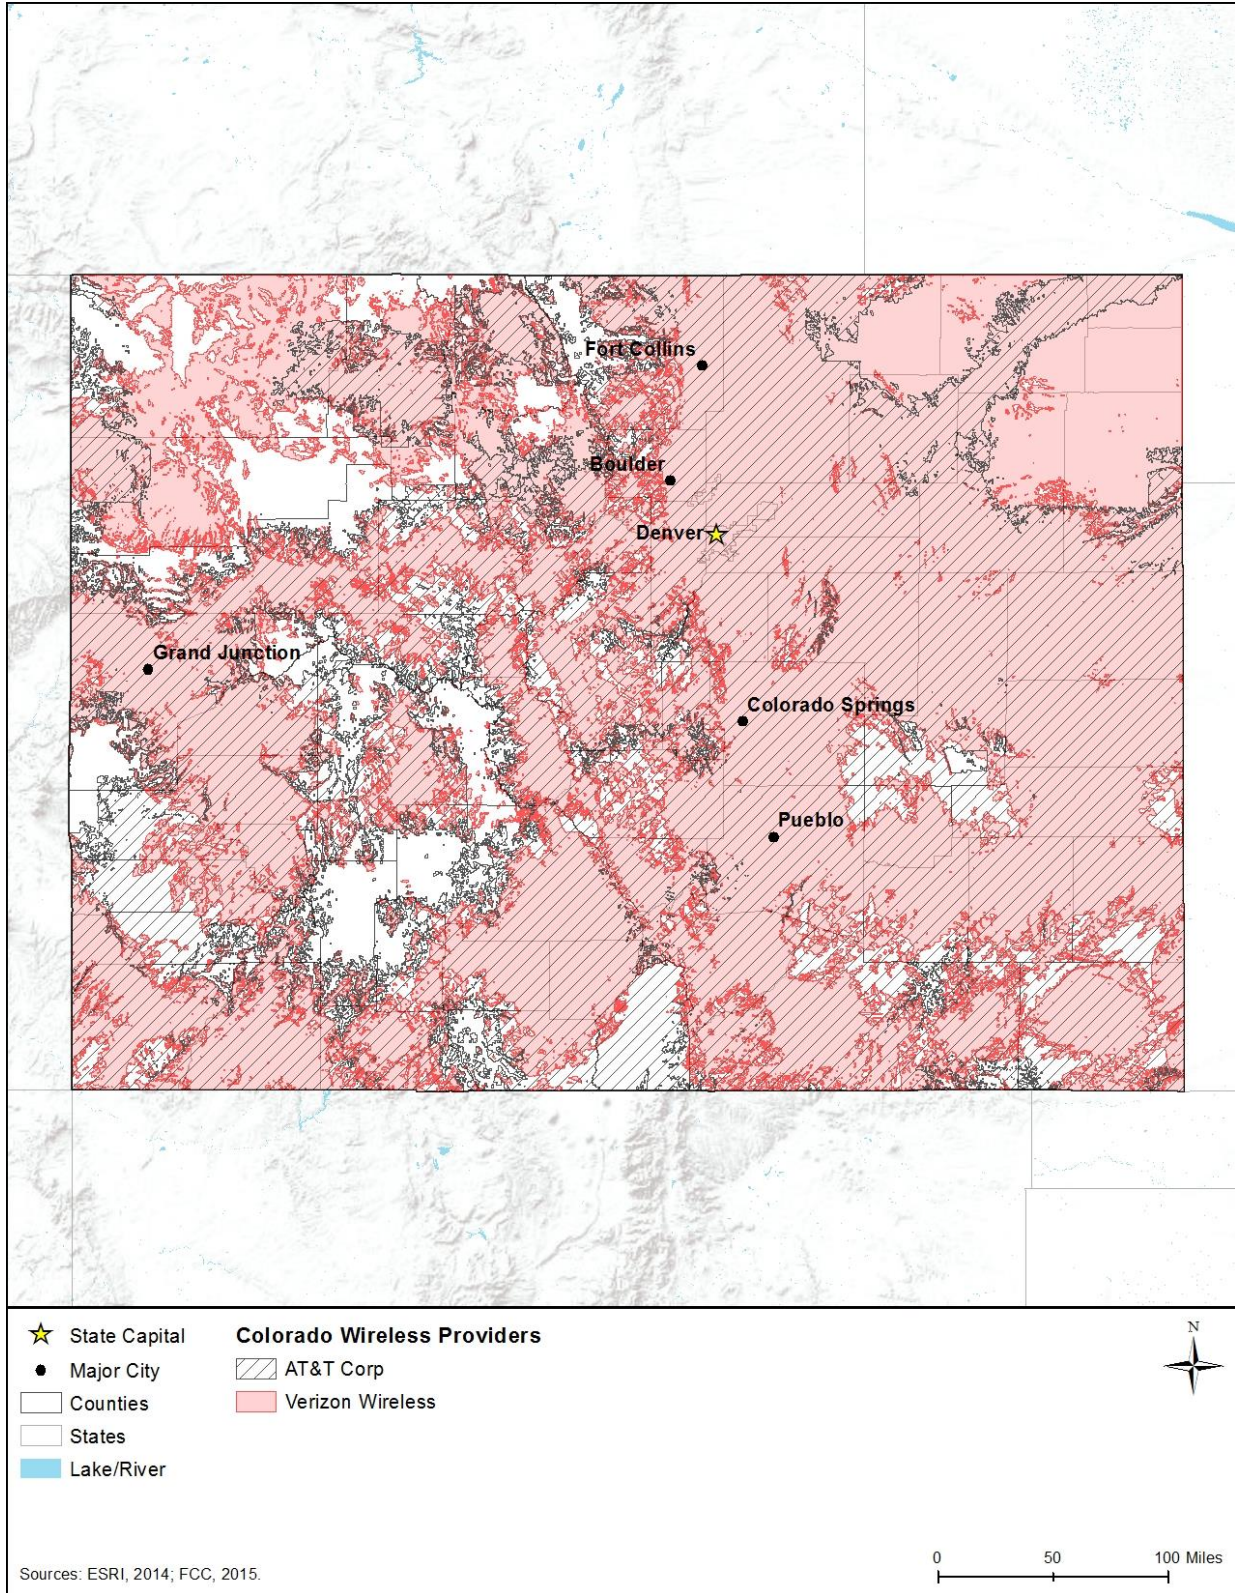 Fort Collins
Boulder
Denver
Grand Junction
Colorado Springs
Pueblo
State Capital
Major City
Counties
States
Lake/River
Colorado Wireless Providers
AT&T Corp
Verizon Wireless
N
0 50 100 Miles
Sources: ESRI, 2014; FCC, 2015.